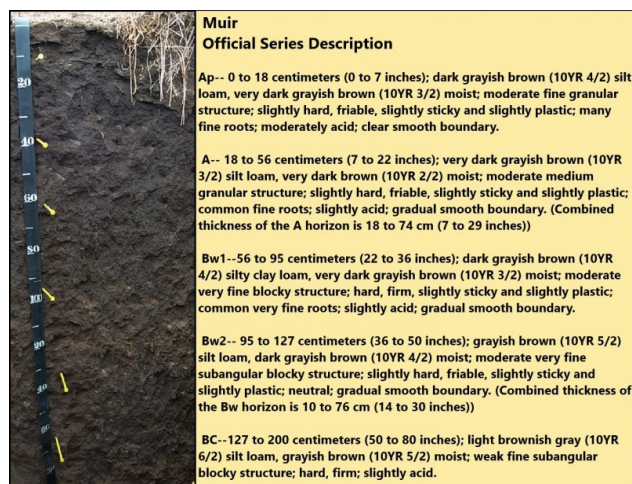 Muir
Official Series Description
Ap-- 0 to 18 centimeters (0 to 7 inches); dark grayish brown (10YR 4/2) silt
loam, very dark grayish brown (10YR 3/2) moist; moderate fine granular
structure; slightly hard, friable, slightly sticky and slightly plastic; many
fine roots; moderately acid; clear smooth boundary.
A-- 18 to 56 centimeters (7 to 22 inches); very dark grayish brown (10YR
3/2) silt loam, very dark brown (10YR 2/2) moist; moderate medium
granular structure; slightly hard, friable, slightly sticky and slightly plastic;
common fine roots; slightly acid; gradual smooth boundary. (Combined
thickness of the A horizon is 18 to 74 cm (7 to 29 inches))
Bw1--56 to 95 centimeters (22 to 36 inches); dark grayish brown (10YR
4/2) silty clay loam, very dark grayish brown (10YR 3/2) moist; moderate
very fine blocky structure; hard, firm, slightly sticky and slightly plastic;
common very fine roots; slightly acid; gradual smooth boundary.
Bw2-- 95 to 127 centimeters (36 to 50 inches); grayish brown (10YR 5/2)
silt loam, dark grayish brown (10YR 4/2) moist; moderate very fine
subangular blocky structure; slightly hard, friable, slightly sticky and
slightly plastic; neutral; gradual smooth boundary. (Combined thickness of
the Bw horizon is 10 to 76 cm (14 to 30 inches))
BC--127 to 200 centimeters (50 to 80 inches); light brownish gray (10YR
6/2) silt loam, grayish brown (10YR 5/2) moist; weak fine subangular
blocky structure; hard, firm; slightly acid.
20
40
60
80
100
20
40